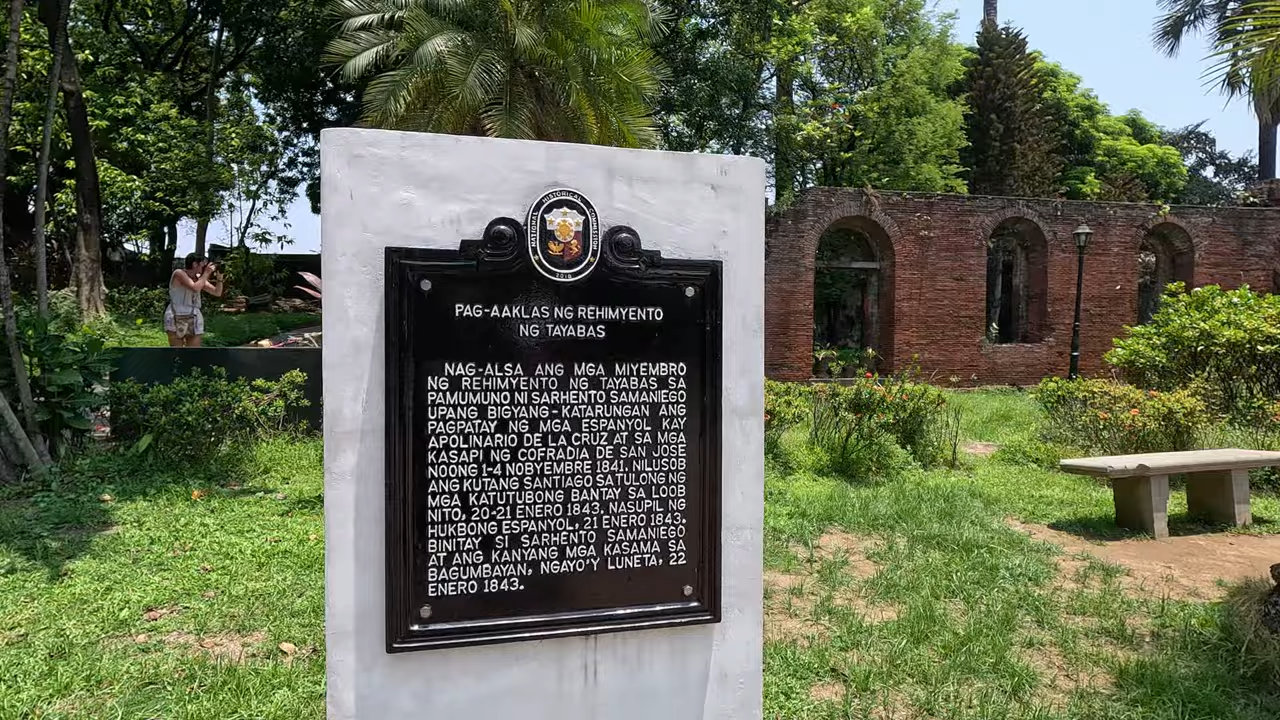 NATIONAL HISTORICAL COMMISSION
2016
PAG-AAKLAS NG REHIMYENTO
NG TAYABAS
NAG-ALSA ANG MGA MIYEMBRO
NG REHIMYENTO NG TAYABAS SA
PAMUMUNO NI SARHENTO SAMANIEGO
UPANG BIGYANG-KATARUNGAN ANG
PAGPATAY NG MGA ESPANYOL KAY
APOLINARIO DE LA CRUZ AT SA MGA
KASAPI NG COFRADIA DE SAN JOSE
NOONG 1-4 NOBYEMBRE 1841. NILUSOB
ANG KUTANG SANTIAGO SA TULONG NG
MGA KATUTUBONG BANTAY SA LOOB
NITO, 20-21 ENERO 1843. NASUPIL NG
HUKBONG ESPANYOL, 21 ENERO 1843.
BINITAY SI SARHENTO SAMANIEGO
AT ANG KANYANG MGA KASAMA SA
BAGUMBAYAN, NGAYO'Y LUNETA, 22
ENERO 1843.